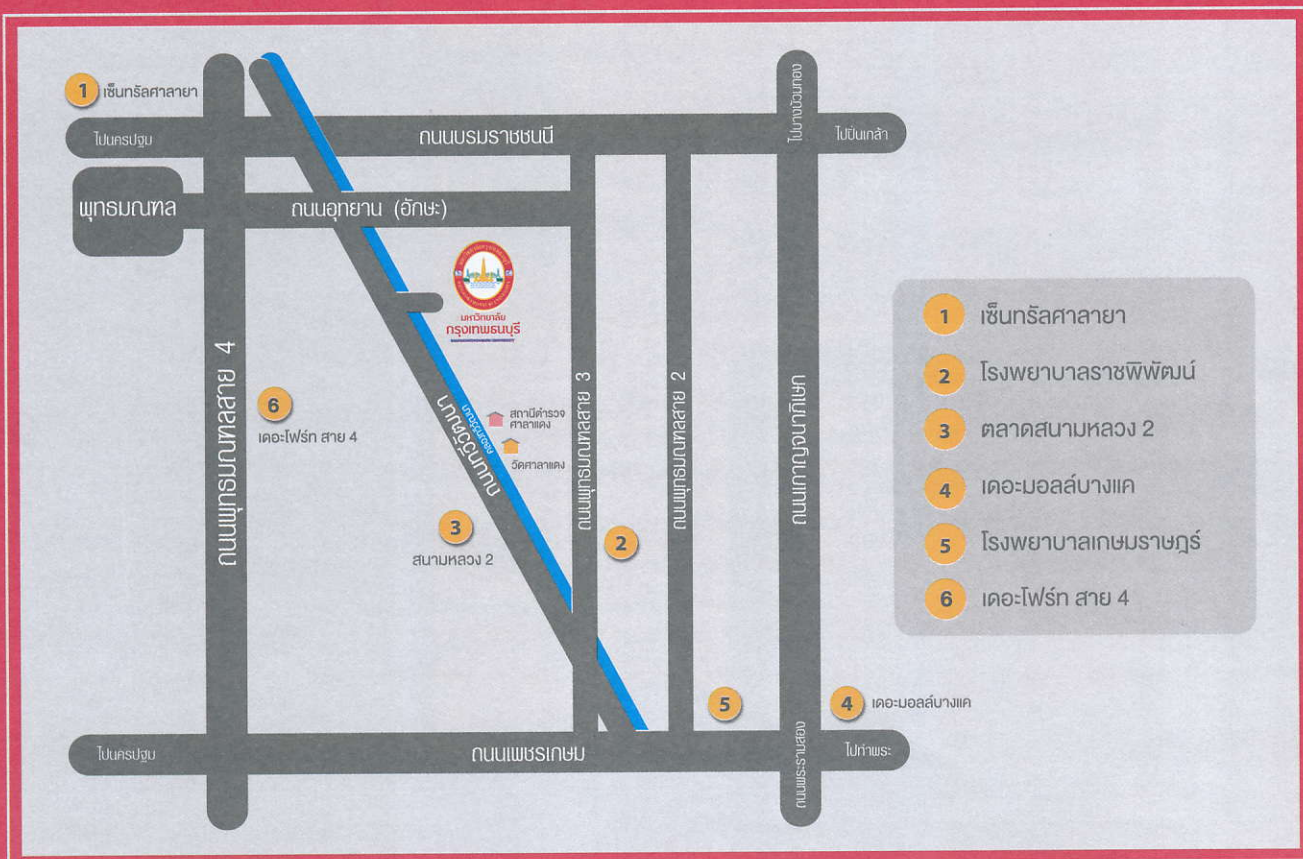 1 เซ็นทรัลศาลายา
ไปนครปฐม
ถนนบรมราชชนนี
ไปบางบัวทอง
ไปปิ่นเกล้า
พุทธมณฑล
ถนนอุทยาน (อักษะ)
มหาวิทยาลัย
กรุงเทพธนบุรี
ถนนพุทธมณฑลสาย 4
6
เดอะโฟร์ท สาย 4
ถนนทวีวัฒนา
คลองทวีวัฒนา
สถานีตำรวจ
ศาลาแดง
วัดศาลาแดง
3
สนามหลวง 2
ถนนพุทธมณฑลสาย 3
2
ถนนพุทธมณฑลสาย 2
ถนนกาญจนาภิเษก
5
4 เดอะมอลล์บางแค
ไปนครปฐม
ถนนเพชรเกษม
ถนนพระรามสอง
ไปท่าพระ
1 เซ็นทรัลศาลายา
2 โรงพยาบาลราชพิพัฒน์
3 ตลาดสนามหลวง 2
4 เดอะมอลล์บางแค
5 โรงพยาบาลเกษมราษฎร์
6 เดอะโฟร์ท สาย 4